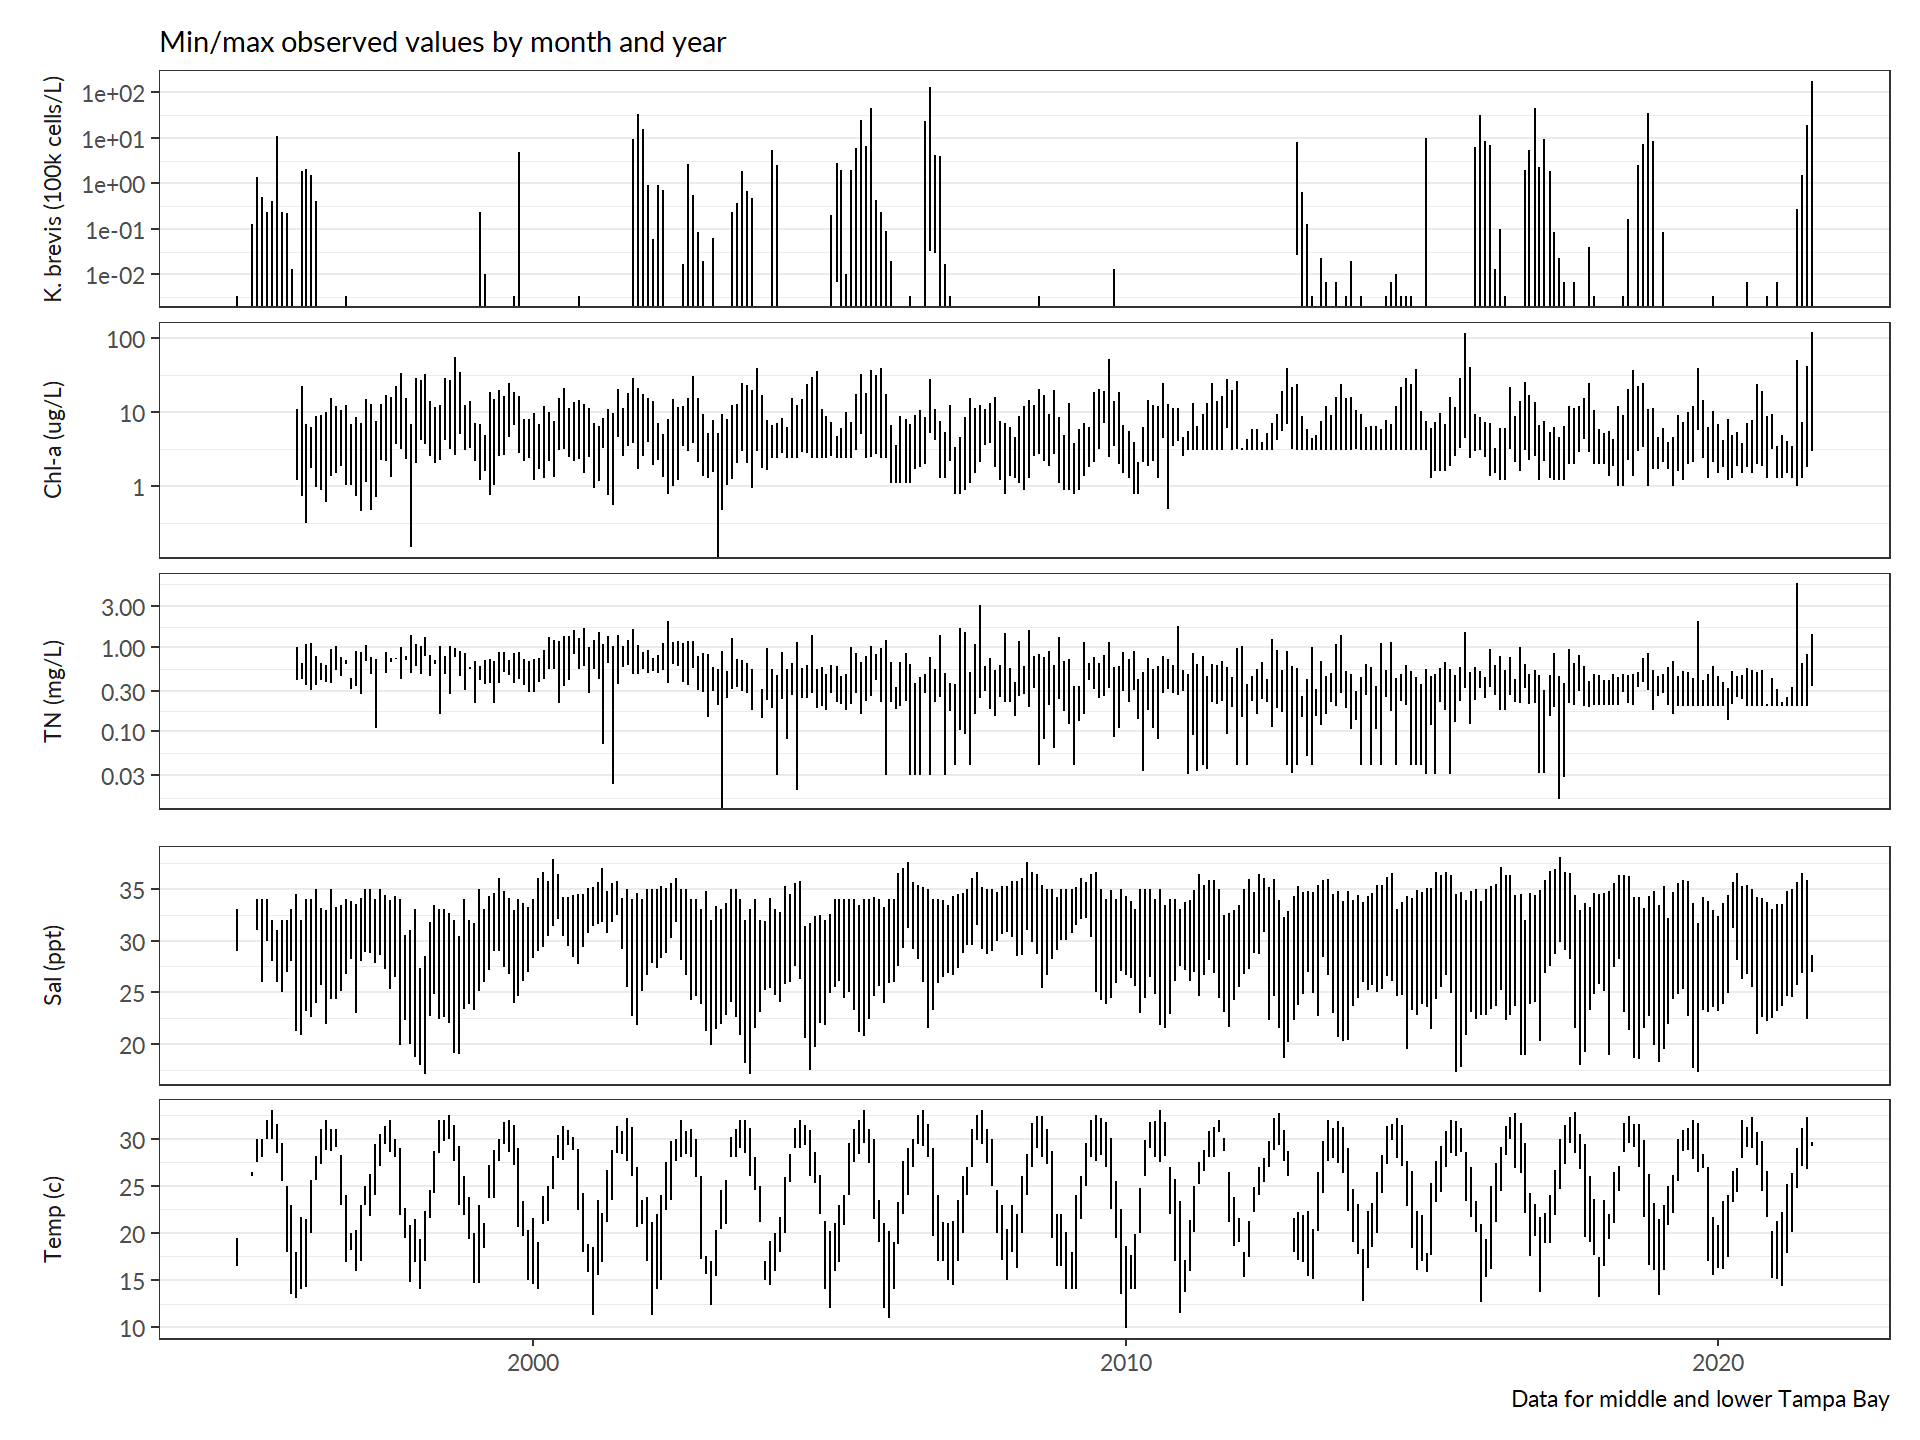 Min/max observed values by month and year
K. brevis (100k cells/L)
1e+02
1e+01
1e+00
1e-01
1e-02
Chl-a (ug/L)
100
10
1
TN (mg/L)
3.00
1.00
0.30
0.10
0.03
Sal (ppt)
35
30
25
20
Temp (c)
30
25
20
15
10
2000 2010 2020
Data for middle and lower Tampa Bay